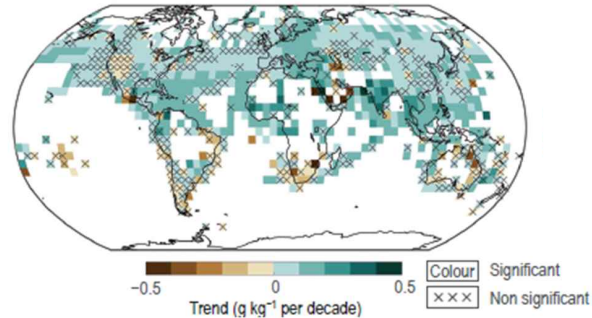 −0.5
0
0.5
Trend (g kg⁻¹ per decade)
Colour Significant
××× Non significant